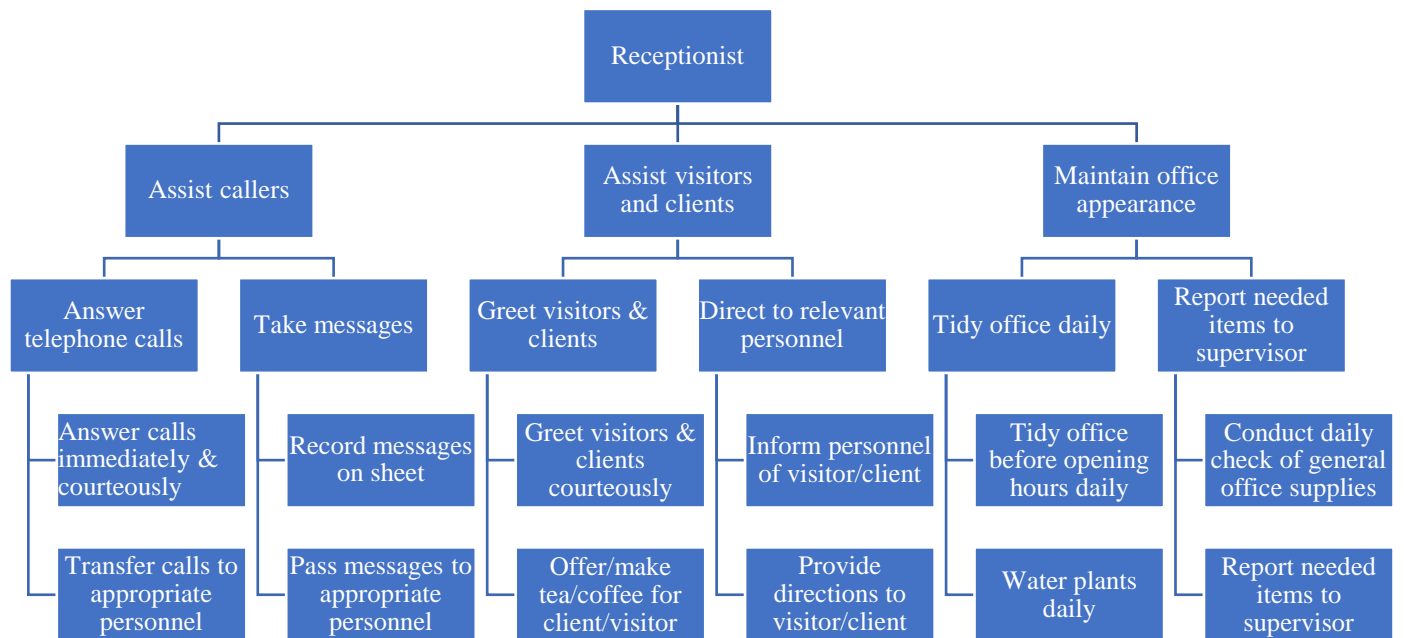 Receptionist
Assist callers
Assist visitors
and clients
Maintain office
appearance
Answer
telephone calls
Take messages
Greet visitors &
clients
Direct to relevant
personnel
Tidy office daily
Report needed
items to
supervisor
Answer calls
immediately &
courteously
Record messages
on sheet
Greet visitors &
clients
courteously
Inform personnel
of visitor/client
Tidy office
before opening
hours daily
Conduct daily
check of general
office supplies
Transfer calls to
appropriate
personnel
Pass messages to
appropriate
personnel
Offer/make
tea/coffee for
client/visitor
Provide
directions to
visitor/client
Water plants
daily
Report needed
items to
supervisor